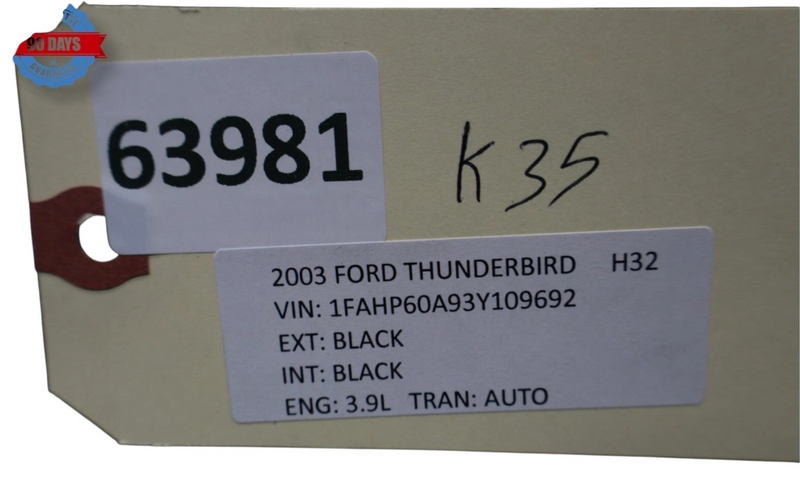 90 DAYS
63981
K35
2003 FORD THUNDERBIRD H32
VIN: 1FAHP60A93Y109692
EXT: BLACK
INT: BLACK
ENG: 3.9L TRAN: AUTO